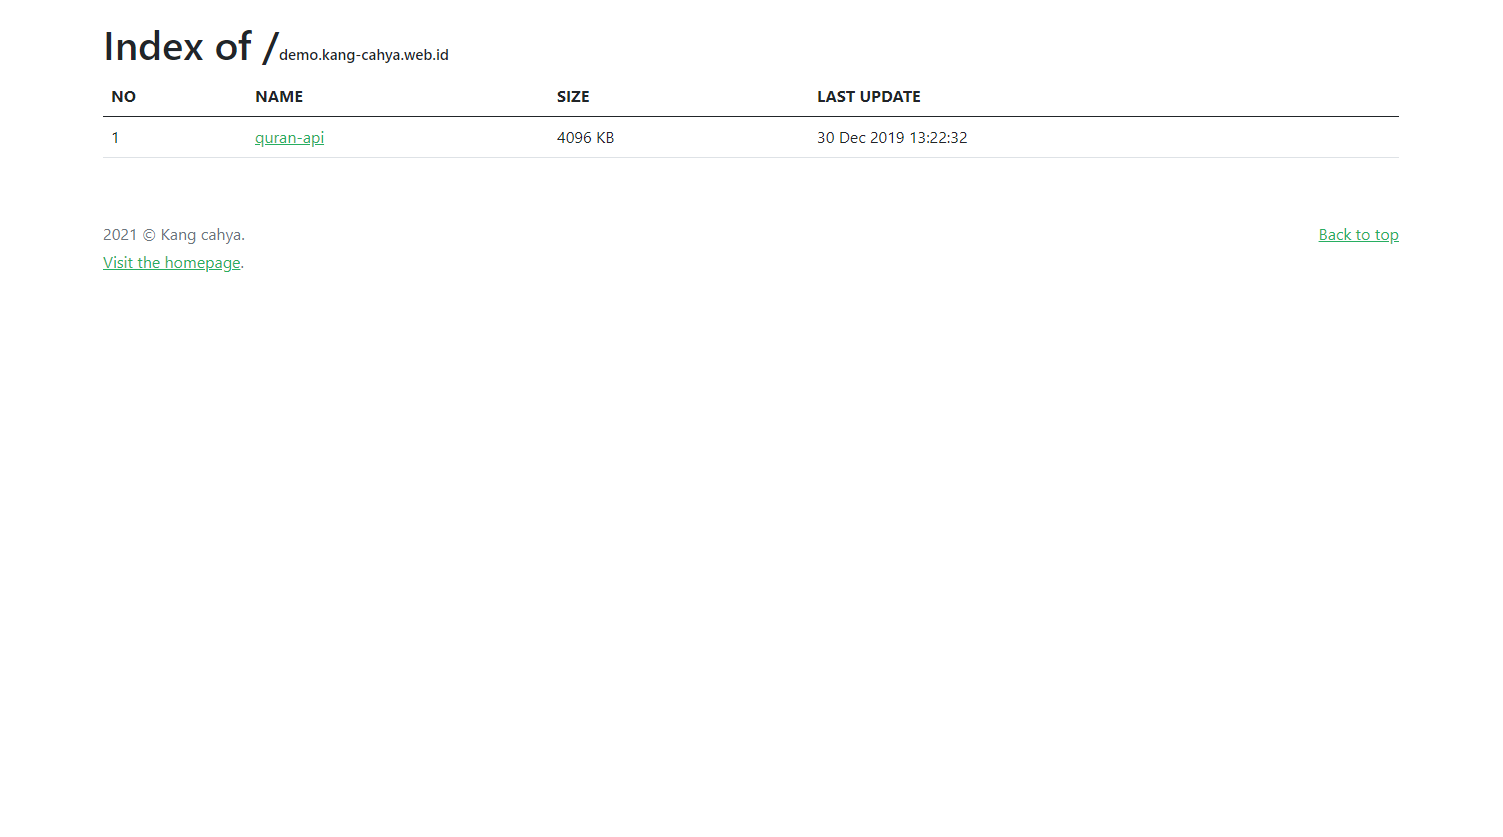 Index of /demo.kang-cahya.web.id
NO NAME SIZE LAST UPDATE
1 quran-api 4096 KB 30 Dec 2019 13:22:32
2021 © Kang cahya. Back to top
Visit the homepage.